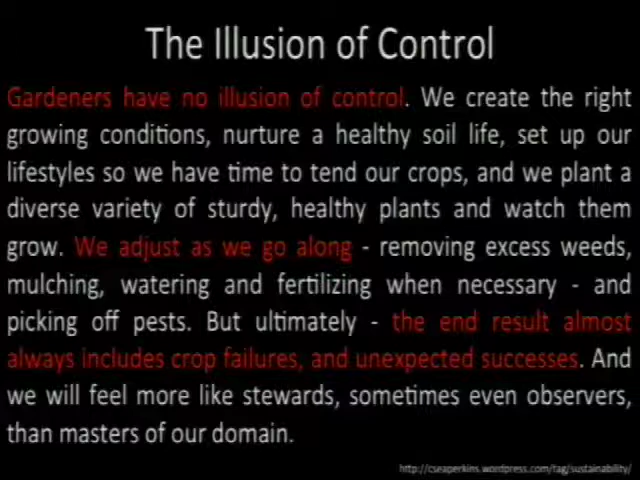 The Illusion of Control
Gardeners have no illusion of control. We create the right
growing conditions, nurture a healthy soil life, set up our
lifestyles so we have time to tend our crops, and we plant a
diverse variety of sturdy, healthy plants and watch them
grow. We adjust as we go along - removing excess weeds,
mulching, watering and fertilizing when necessary - and
picking off pests. But ultimately - the end result almost
always includes crop failures, and unexpected successes. And
we will feel more like stewards, sometimes even observers,
than masters of our domain.
http://cseaperkins.wordpress.com/tag/sustainability/